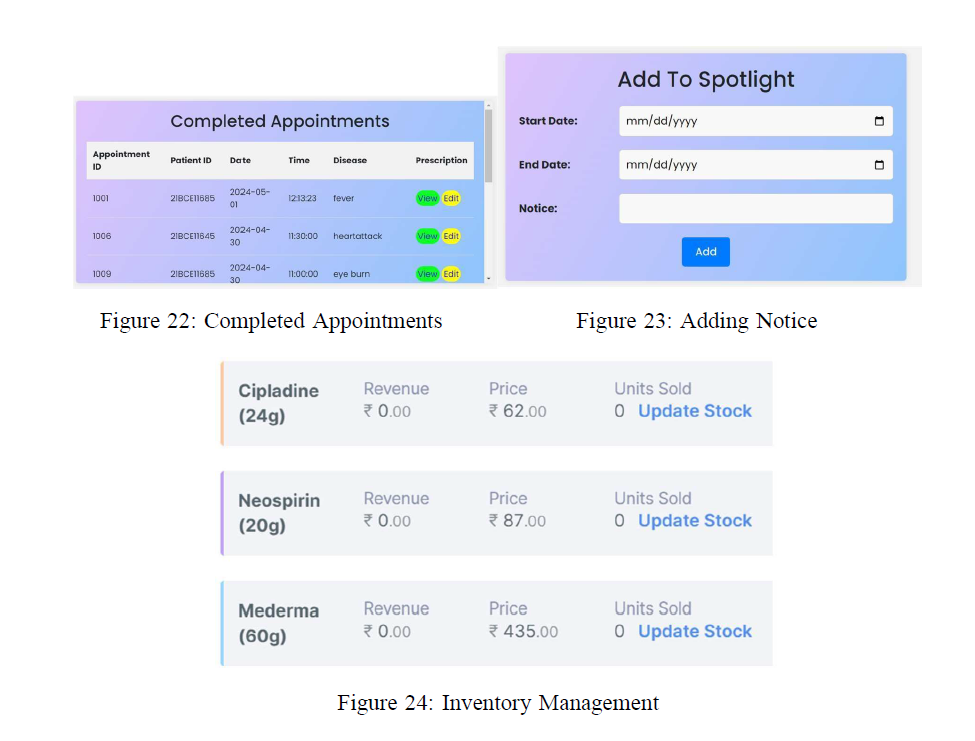 Completed Appointments
Appointment ID Patient ID Date Time Disease Prescription
1001 21BCE11685 2024-05-01 12:13:23 fever View Edit
1006 21BCE11645 2024-04-30 11:30:00 heartattack View Edit
1009 21BCE11685 2024-04-30 11:00:00 eye burn View Edit
Figure 22: Completed Appointments
Add To Spotlight
Start Date: mm/dd/yyyy
End Date: mm/dd/yyyy
Notice:
Add
Figure 23: Adding Notice
Cipladine (24g)
Revenue
₹ 0.00
Price
₹ 62.00
Units Sold
0 Update Stock
Neospirin (20g)
Revenue
₹ 0.00
Price
₹ 87.00
Units Sold
0 Update Stock
Mederma (60g)
Revenue
₹ 0.00
Price
₹ 435.00
Units Sold
0 Update Stock
Figure 24: Inventory Management